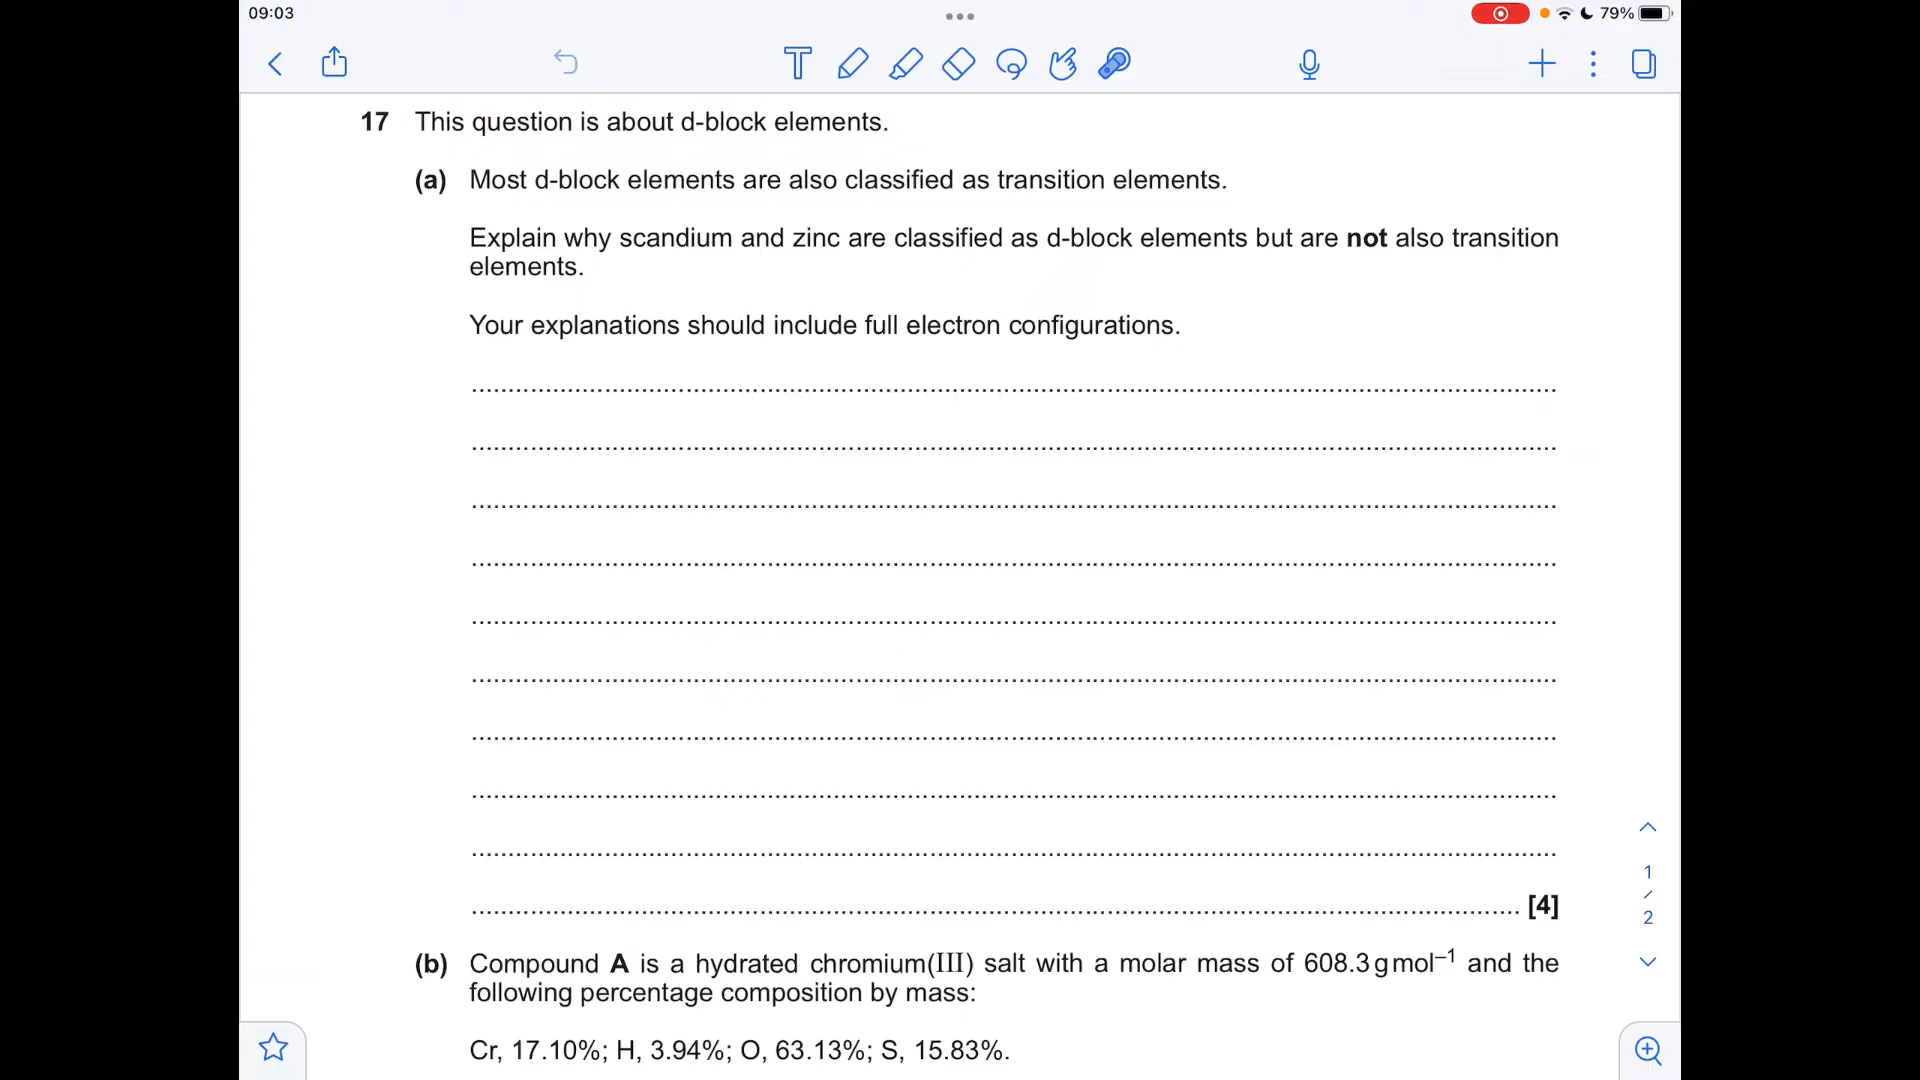 09:03
79%
17 This question is about d-block elements.
(a) Most d-block elements are also classified as transition elements.
Explain why scandium and zinc are classified as d-block elements but are not also transition
elements.
Your explanations should include full electron configurations.
[4]
1
/
2
(b) Compound A is a hydrated chromium(III) salt with a molar mass of 608.3 g mol⁻¹ and the
following percentage composition by mass:
Cr, 17.10%; H, 3.94%; O, 63.13%; S, 15.83%.